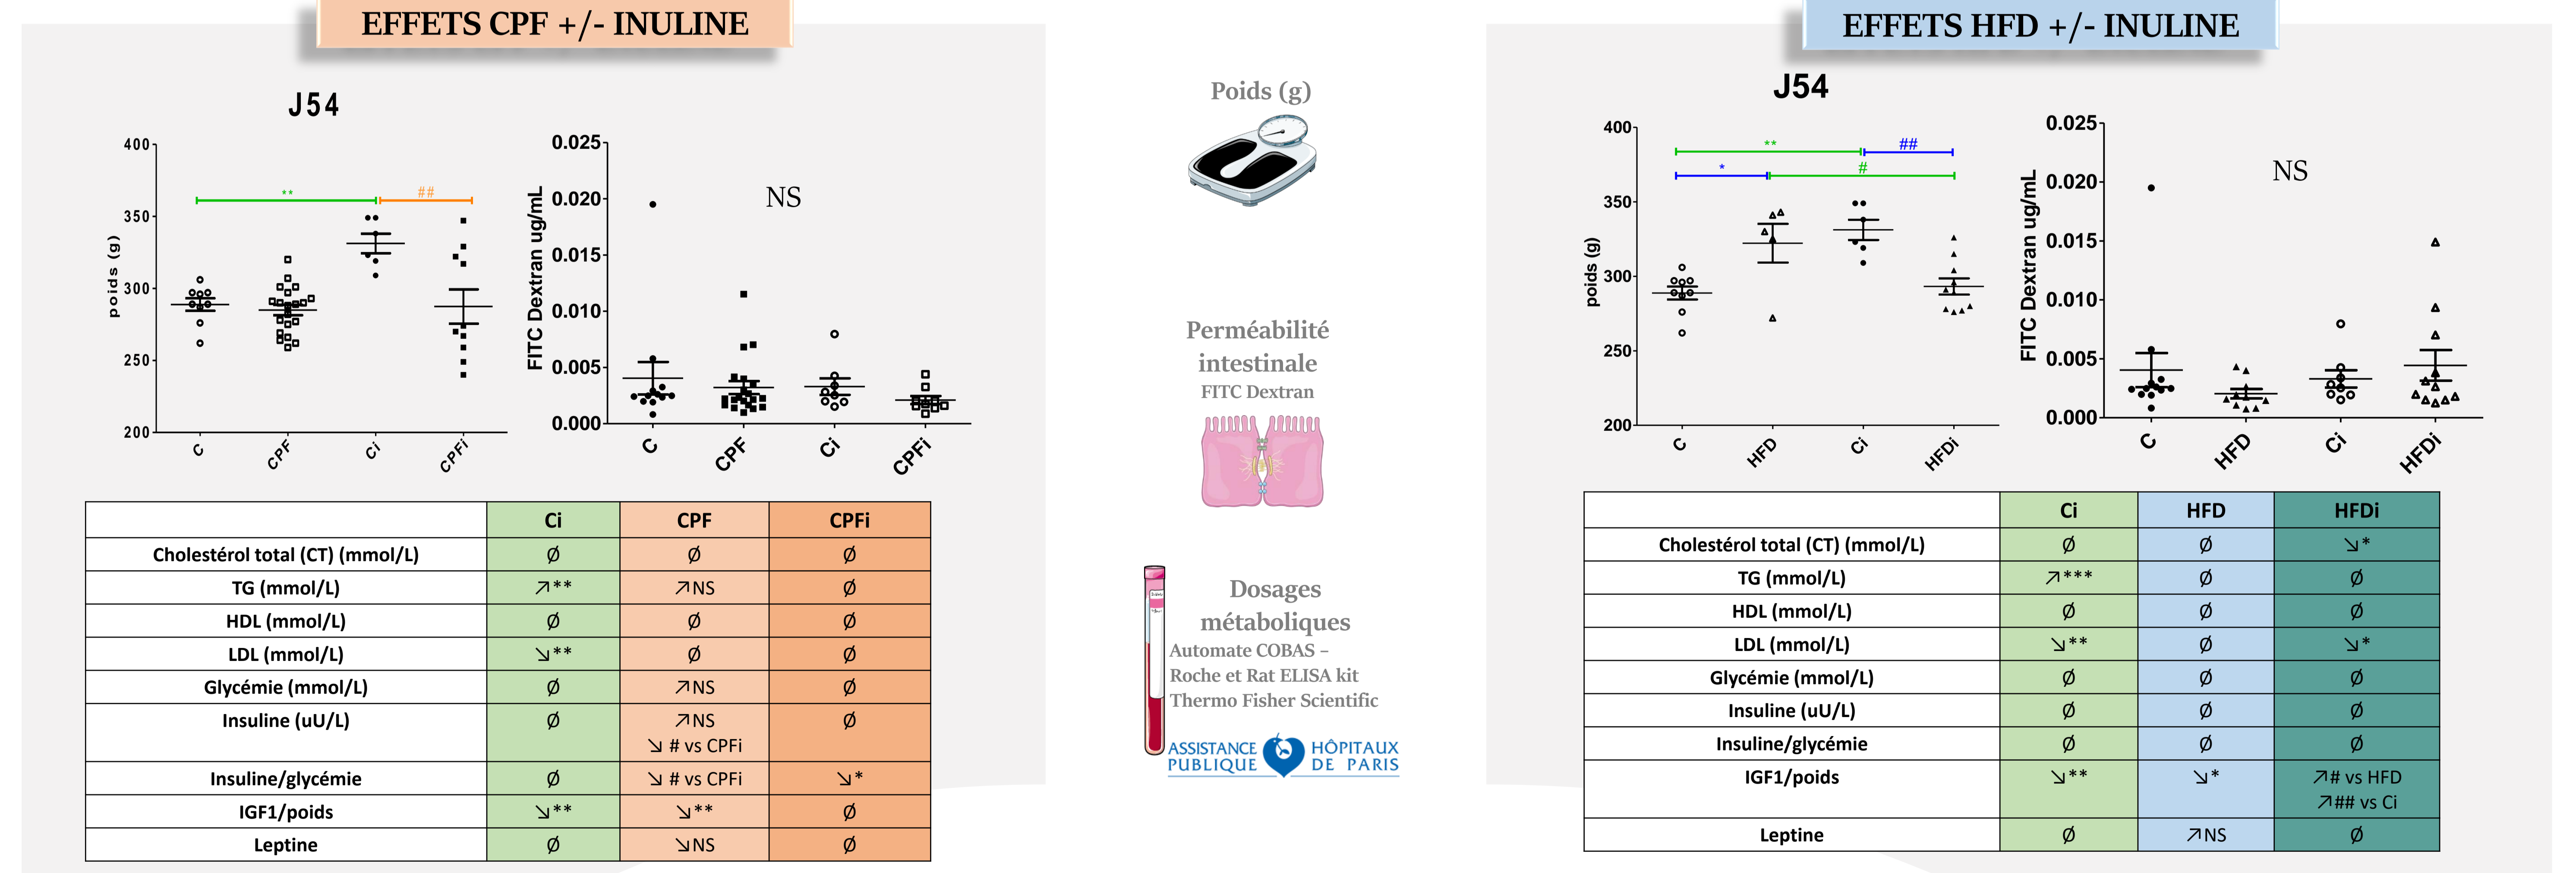 EFFETS CPF +/- INULINE
J54
400
350
300
250
200
poids (g)
**
##
C
CPF
Ci
CPFi
0.025
0.020
0.015
0.010
0.005
0.000
FITC Dextran ug/mL
NS
C
CPF
Ci
CPFi
Ci CPF CPFi
Cholestérol total (CT) (mmol/L) Ø Ø Ø
TG (mmol/L) ↗** ↗NS Ø
HDL (mmol/L) Ø Ø Ø
LDL (mmol/L) ↘** Ø Ø
Glycémie (mmol/L) Ø ↗NS Ø
Insuline (uU/L) Ø ↗NS Ø
↘ # vs CPFi
Insuline/glycémie Ø ↘ # vs CPFi ↘*
IGF1/poids ↘** ↘** Ø
Leptine Ø ↘NS Ø
Poids (g)
Perméabilité
intestinale
FITC Dextran
Dosages
métaboliques
Automate COBAS –
Roche et Rat ELISA kit
Thermo Fisher Scientific
ASSISTANCE HÔPITAUX
PUBLIQUE DE PARIS
EFFETS HFD +/- INULINE
J54
400
350
300
250
200
poids (g)
**
##
*
#
C
HFD
Ci
HFDi
0.025
0.020
0.015
0.010
0.005
0.000
FITC Dextran ug/mL
NS
C
HFD
Ci
HFDi
Ci HFD HFDi
Cholestérol total (CT) (mmol/L) Ø Ø ↘*
TG (mmol/L) ↗*** Ø Ø
HDL (mmol/L) Ø Ø Ø
LDL (mmol/L) ↘** Ø ↘*
Glycémie (mmol/L) Ø Ø Ø
Insuline (uU/L) Ø Ø Ø
Insuline/glycémie Ø Ø Ø
IGF1/poids ↘** ↘* ↗# vs HFD
↗## vs Ci
Leptine Ø ↗NS Ø